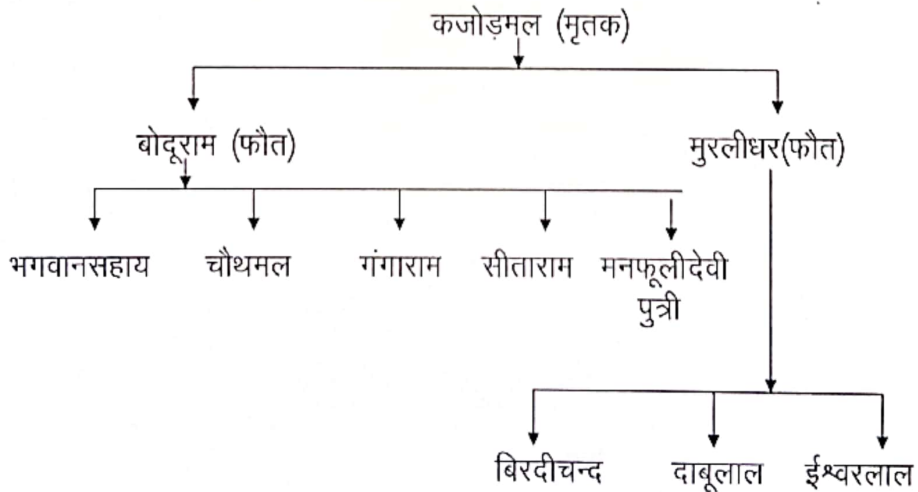 कजोड़मल (मृतक)
बोदूराम (फौत) मुरलीधर(फौत)
भगवानसहाय चौथमल गंगाराम सीताराम मनफूलीदेवी
पुत्री
बिरदीचन्द दाबूलाल ईश्वरलाल